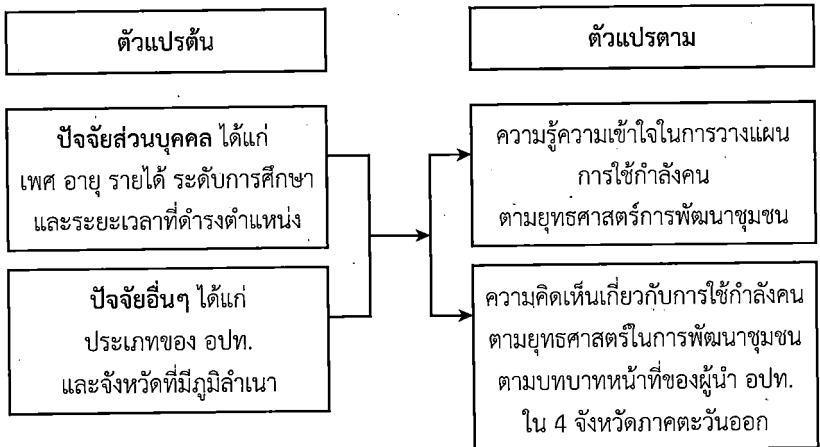 ตัวแปรต้น
ตัวแปรตาม
ปัจจัยส่วนบุคคล ได้แก่
เพศ อายุ รายได้ ระดับการศึกษา
และระยะเวลาที่ดำรงตำแหน่ง
ปัจจัยอื่นๆ ได้แก่
ประเภทของ อปท.
และจังหวัดที่มีภูมิลำเนา
ความรู้ความเข้าใจในการวางแผน
การใช้กำลังคน
ตามยุทธศาสตร์การพัฒนาชุมชน
ความคิดเห็นเกี่ยวกับการใช้กำลังคน
ตามยุทธศาสตร์ในการพัฒนาชุมชน
ตามบทบาทหน้าที่ของผู้นำ อปท.
ใน 4 จังหวัดภาคตะวันออก